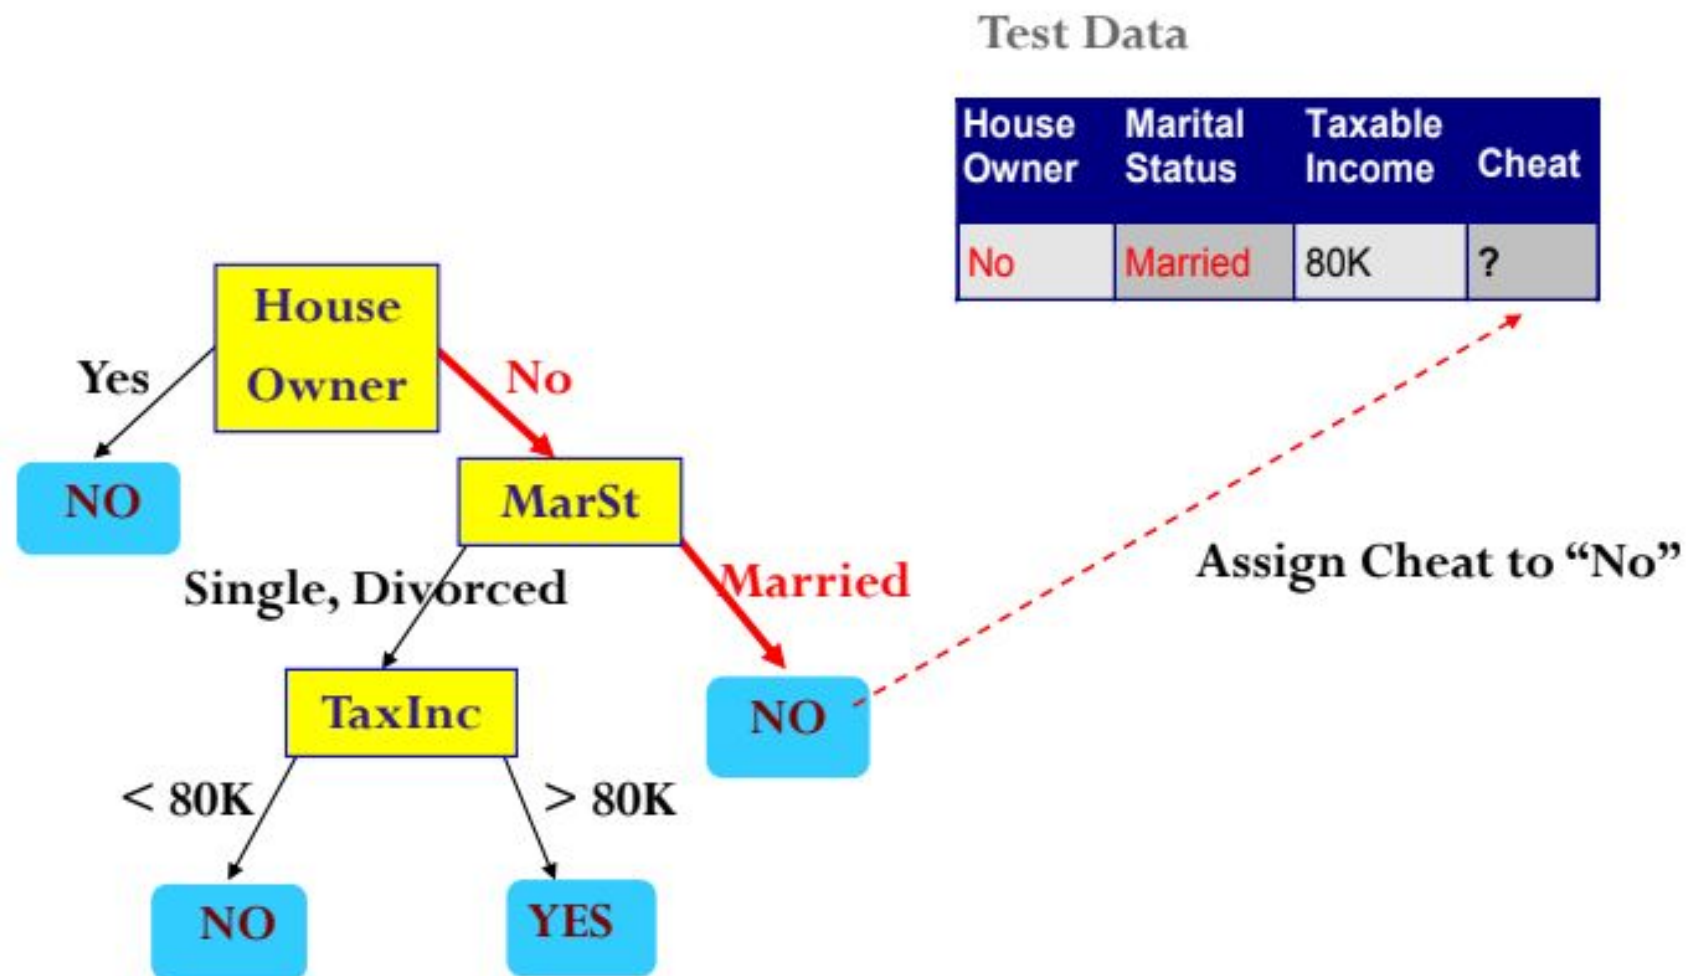 Test Data
House Owner Marital Status Taxable Income Cheat
No Married 80K ?
House
Owner
Yes
No
NO
MarSt
Single, Divorced
Married
Assign Cheat to “No”
TaxInc
NO
< 80K
> 80K
NO
YES